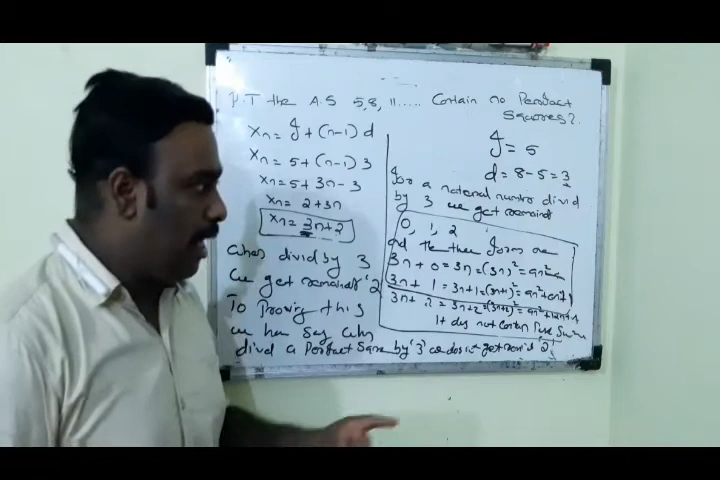 P.T the A.S 5,8, 11..... Contain no Perfect
Squares?
xn = f + (n-1) d
xn = 5 + (n-1) 3
xn = 5 + 3n - 3
xn = 2 + 3n
xn = 3n+2
when divid by 3
we get remainder '2
To Proving this
we have Say when
divid a Perfect Square by '3' we does not get remaind '2'
f = 5
d = 8 - 5 = 3
for a natural number divid
by 3 we get remaind
0, 1, 2
and the three forms are
3n + 0 = 3n = (3n)² = 9n²
3n + 1 = 3n+1 = (3n+1)² = 9n²+6n+1
3n + 2 = 3n+2 = (3n+2)² = 9n²+12n+4
It does not Contain Perfect Square